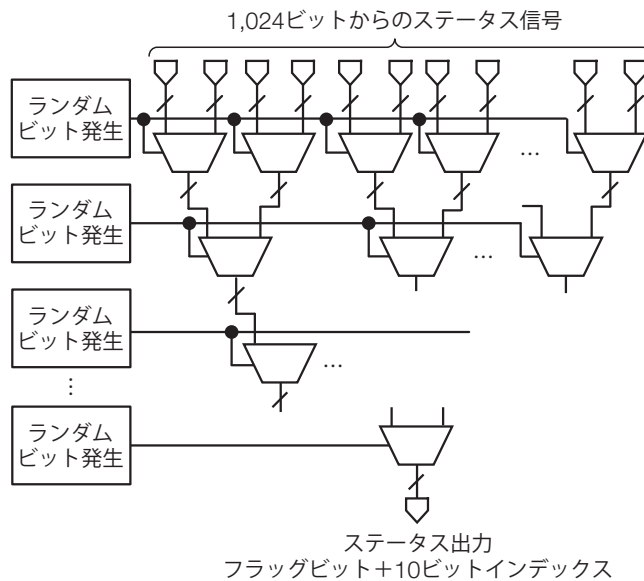 1,024ビットからのステータス信号
ランダム
ビット発生
…
ランダム
ビット発生
…
ランダム
ビット発生
…
⋮
ランダム
ビット発生
ステータス出力
フラッグビット＋10ビットインデックス